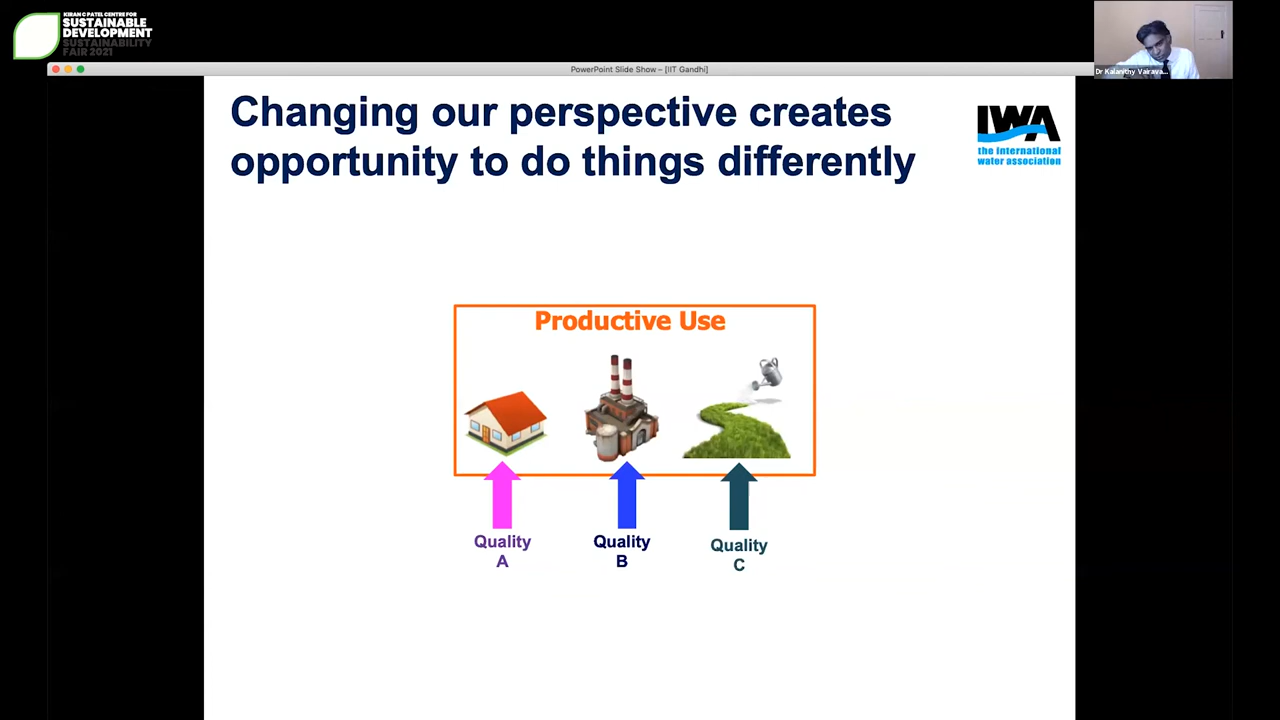 KIRAN C PATEL CENTRE FOR
SUSTAINABLE
DEVELOPMENT
SUSTAINABILITY
FAIR 2021
PowerPoint Slide Show – [IIT Gandhi]
Dr Kalanithy Vairava...
Changing our perspective creates
opportunity to do things differently
IWA
the international
water association
Productive Use
Quality
A
Quality
B
Quality
C